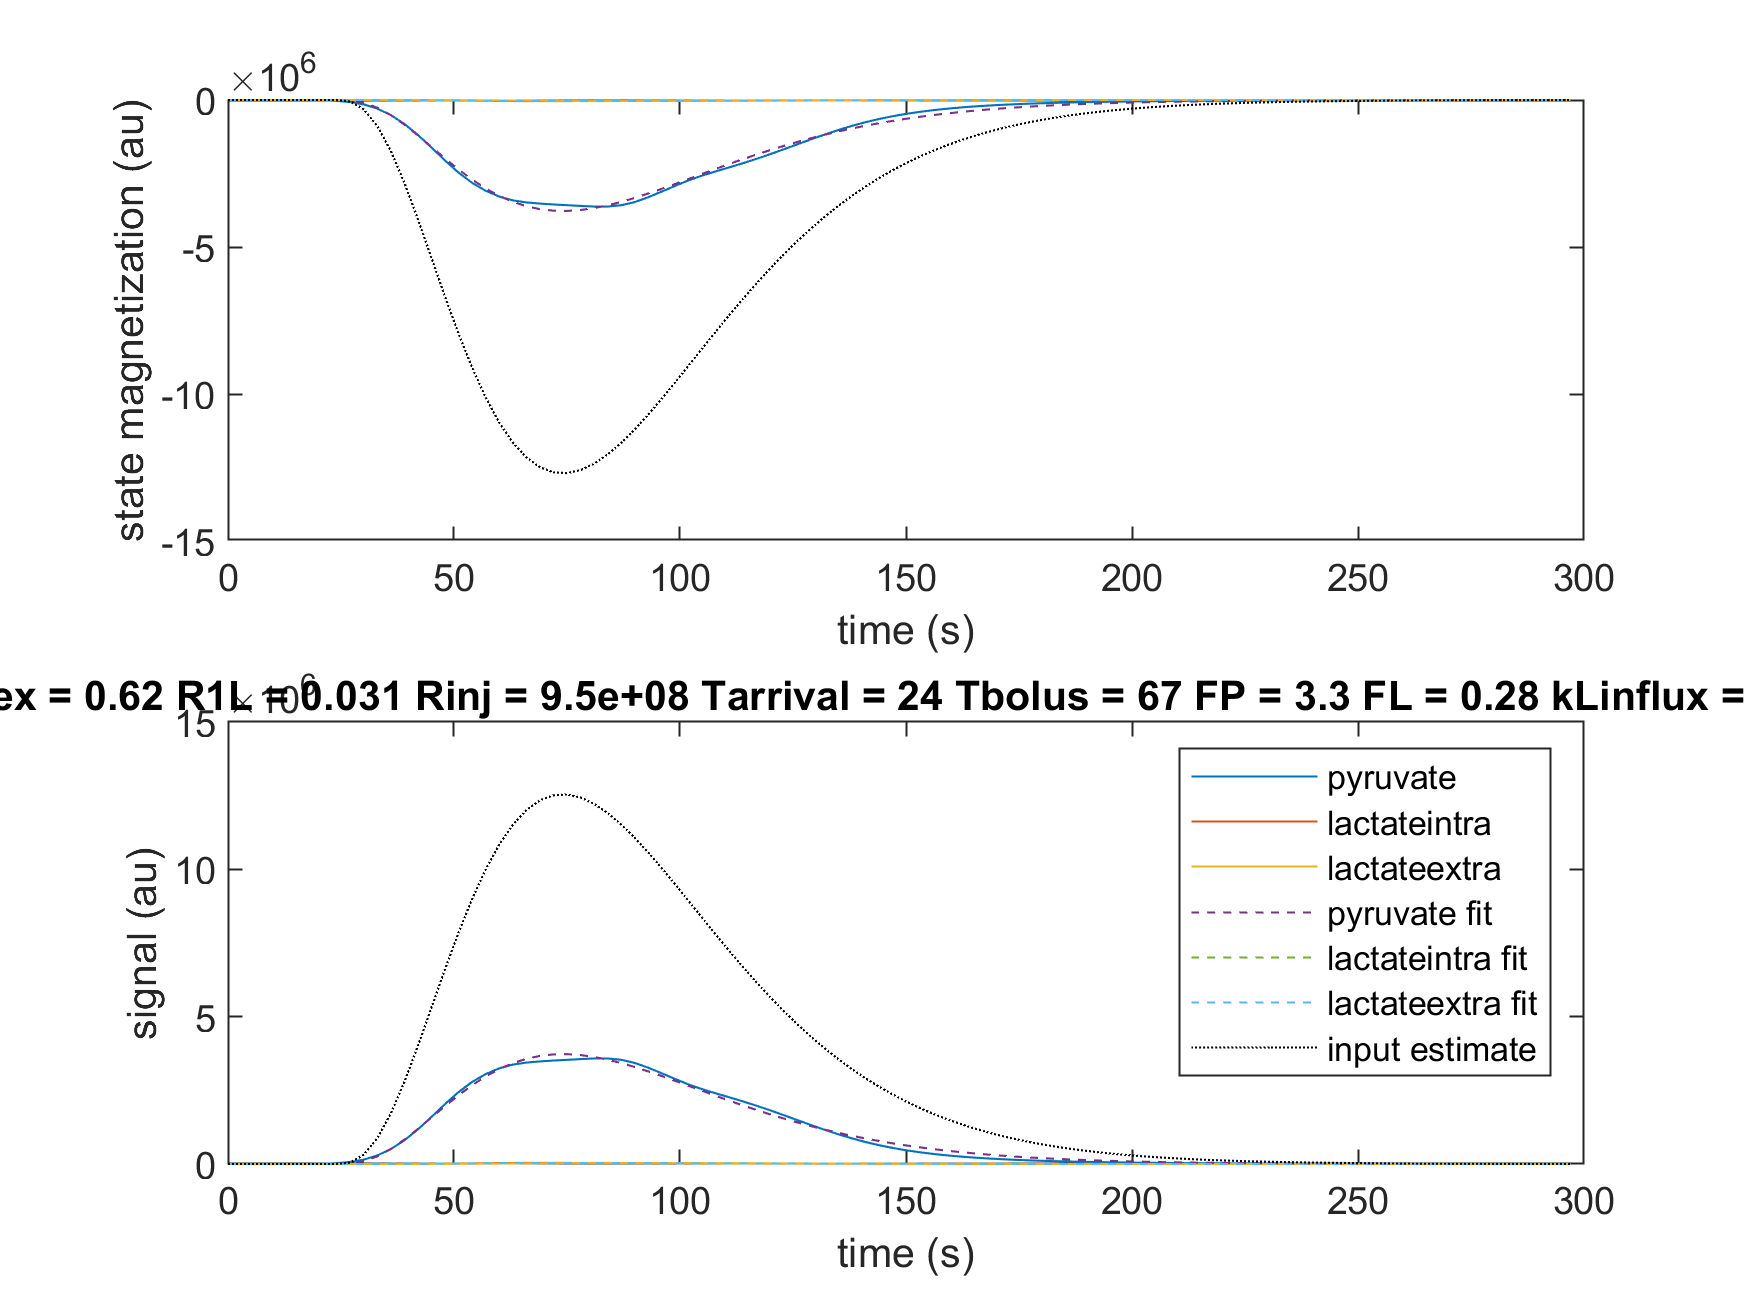 ×10^6
0
-5
-10
-15
state magnetization (au)
0 50 100 150 200 250 300
time (s)
ex = 0.62 R1L = 0.031 Rinj = 9.5e+08 Tarrival = 24 Tbolus = 67 FP = 3.3 FL = 0.28 kLinflux =
×10^6
15
10
5
0
signal (au)
pyruvate
lactateintra
lactateextra
pyruvate fit
lactateintra fit
lactateextra fit
input estimate
0 50 100 150 200 250 300
time (s)